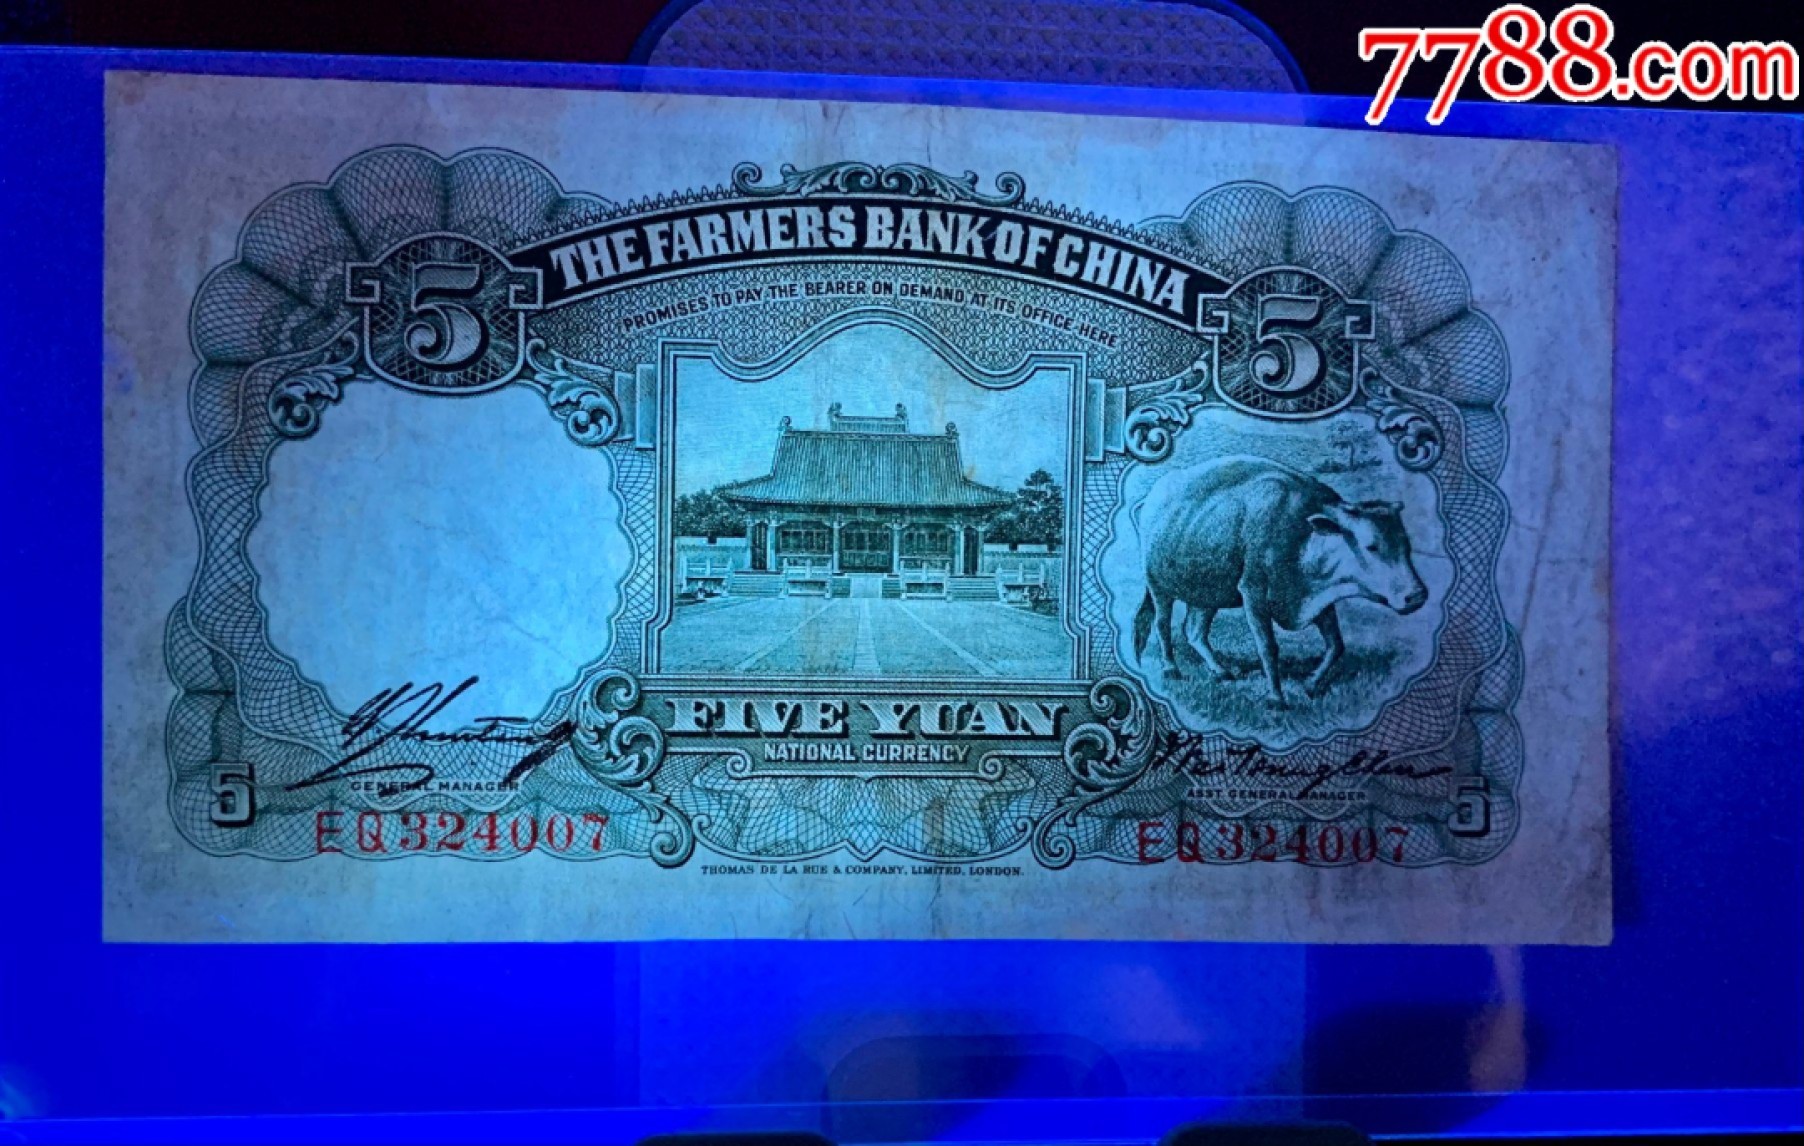 7788.com
THE FARMERS BANK OF CHINA
PROMISES TO PAY THE BEARER ON DEMAND AT ITS OFFICE HERE
5
5
FIVE YUAN
NATIONAL CURRENCY
GENERAL MANAGER
ASST. GENERAL MANAGER
5
5
EQ324007
EQ324007
THOMAS DE LA RUE & COMPANY, LIMITED, LONDON.